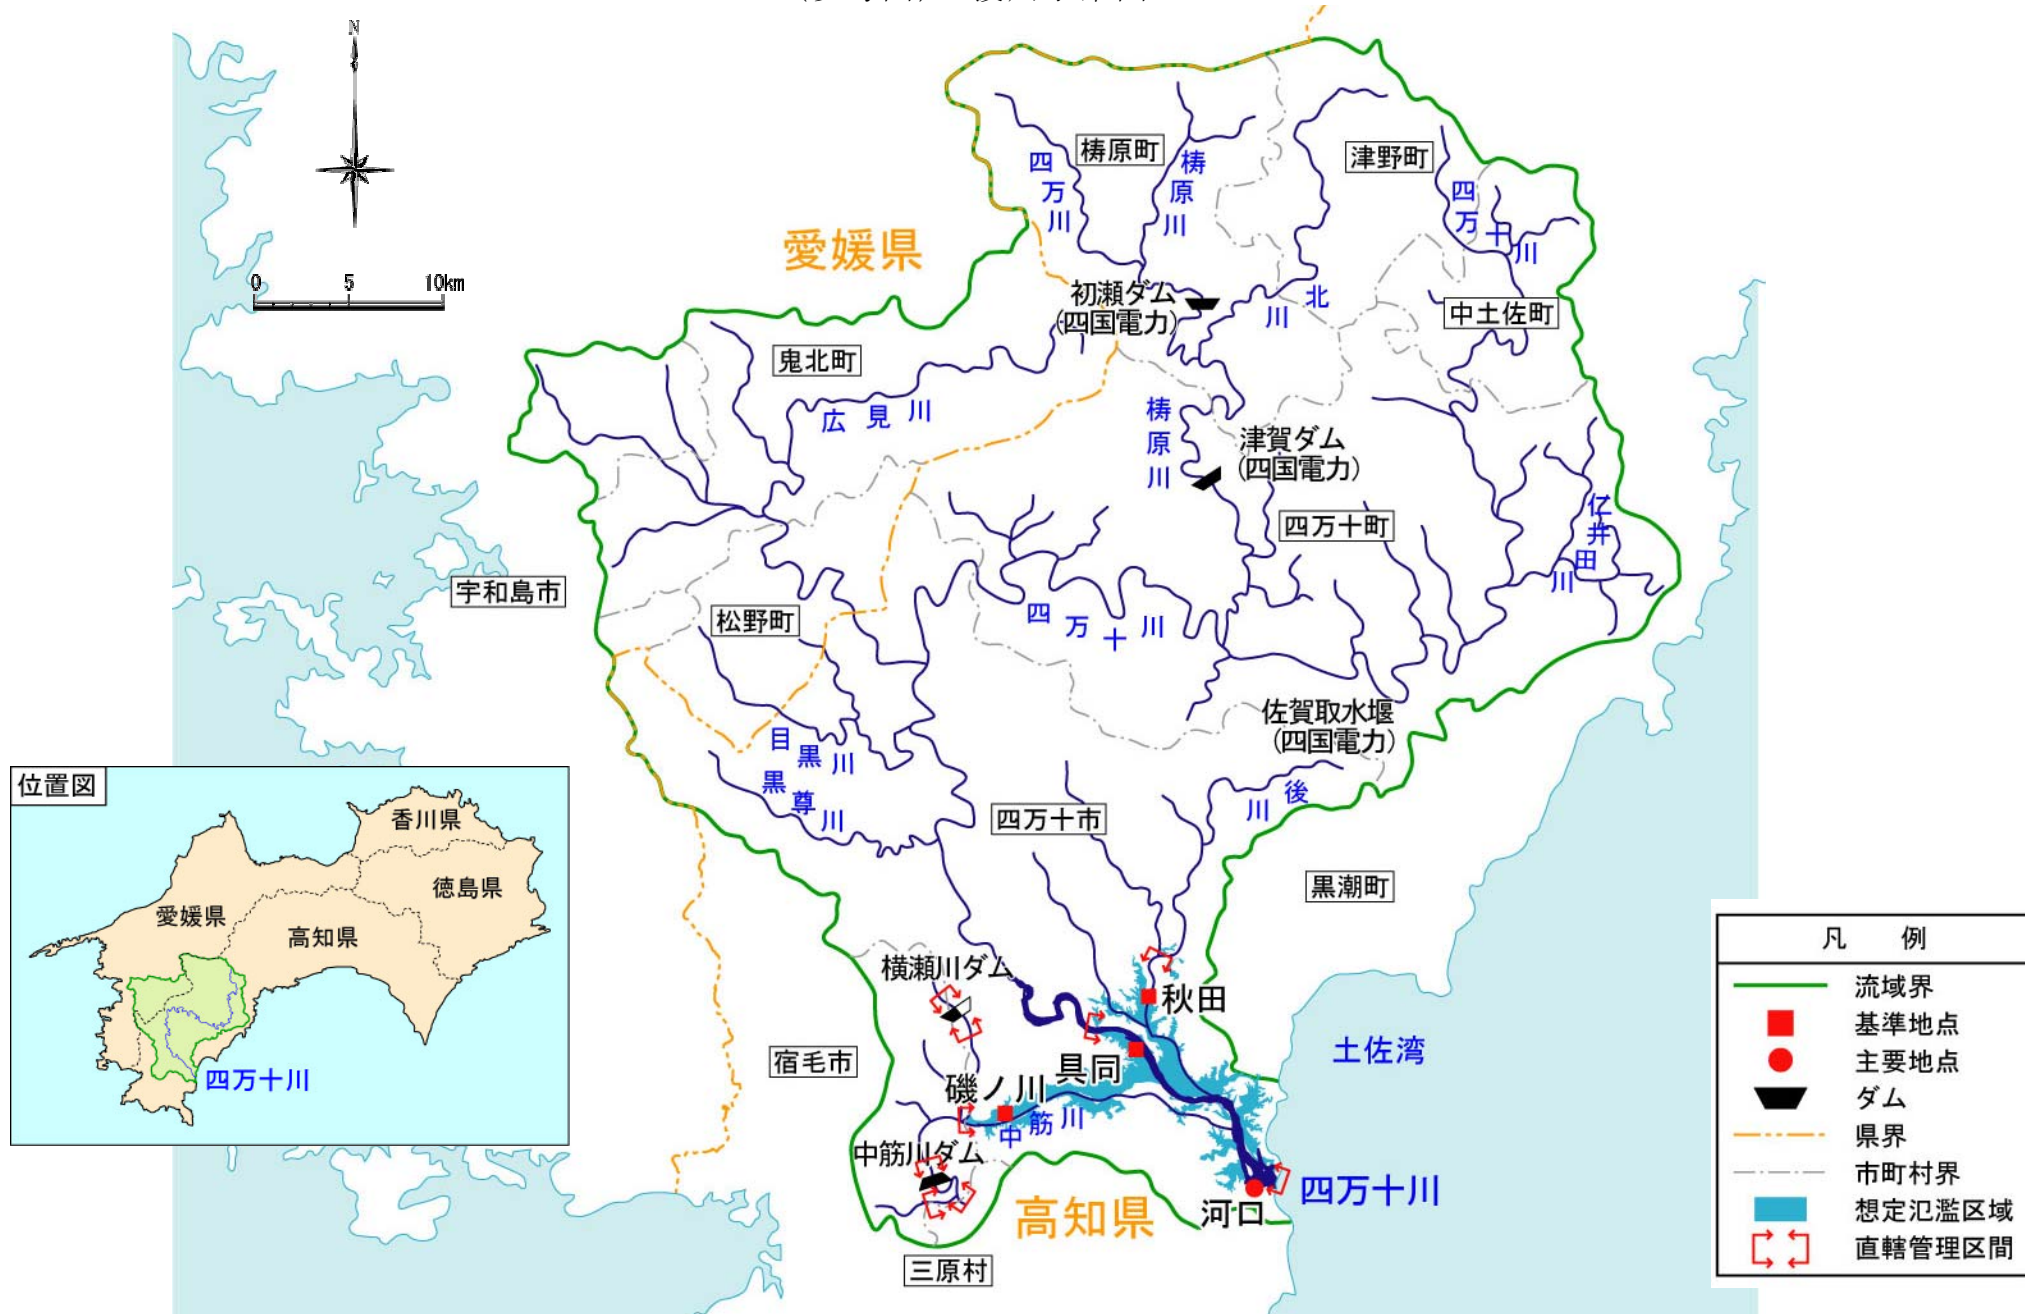 N
0 5 10km
愛媛県
梼原町
津野町
四万川
梼原川
四万十川
初瀬ダム
(四国電力)
北川
中土佐町
鬼北町
広見川
梼原川
津賀ダム
(四国電力)
四万十町
仁井田川
宇和島市
松野町
四万十川
佐賀取水堰
(四国電力)
目黒川
黒尊川
四万十市
後川
黒潮町
位置図
香川県
徳島県
愛媛県
高知県
四万十川
横瀬川ダム
秋田
宿毛市
具同
土佐湾
磯ノ川
中筋川
中筋川ダム
四万十川
河口
高知県
三原村
凡 例
流域界
基準地点
主要地点
ダム
県界
市町村界
想定氾濫区域
直轄管理区間